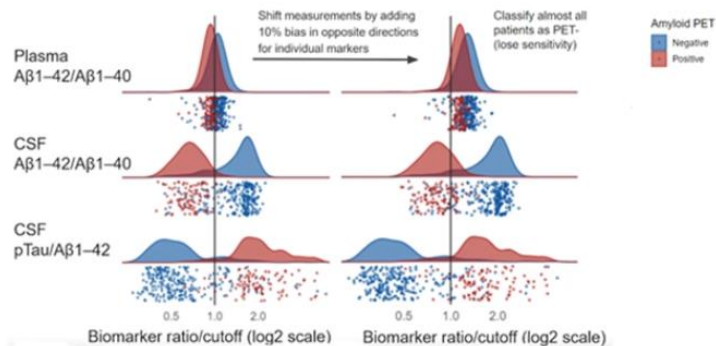 Shift measurements by adding
10% bias in opposite directions
for individual markers
Classify almost all
patients as PET-
(lose sensitivity)
Amyloid PET
Negative
Positive
Plasma
Aβ1–42/Aβ1–40
CSF
Aβ1–42/Aβ1–40
CSF
pTau/Aβ1–42
0.5 1.0 2.0 0.5 1.0 2.0
Biomarker ratio/cutoff (log2 scale) Biomarker ratio/cutoff (log2 scale)